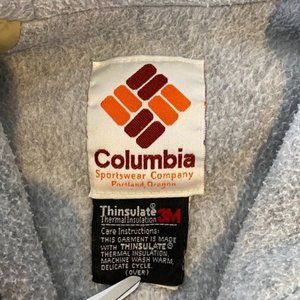 Columbia
Sportswear Company
Portland, Oregon
Thinsulate 3M
Thermal Insulation
Care Instructions:
THIS GARMENT IS MADE
WITH THINSULATE®
THERMAL INSULATION.
MACHINE WASH WARM,
DELICATE CYCLE.
(OVER)